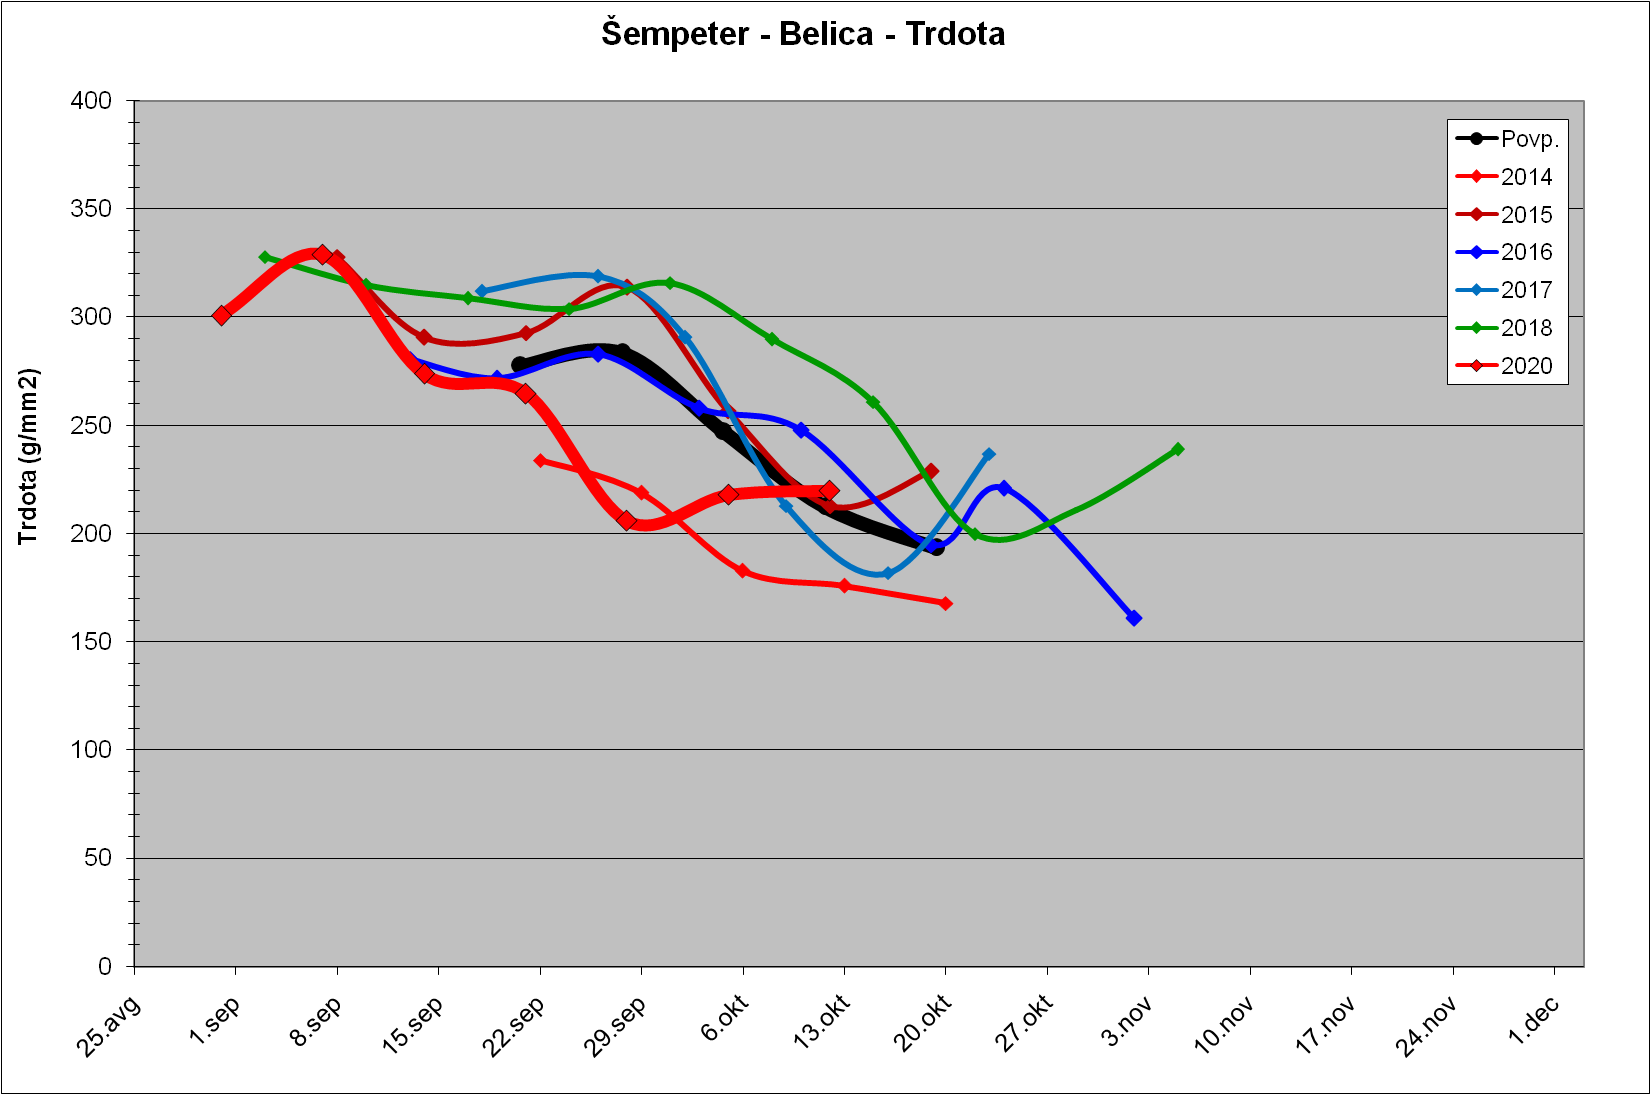 Šempeter - Belica - Trdota
Trdota (g/mm2)
400
350
300
250
200
150
100
50
0
25.avg
1.sep
8.sep
15.sep
22.sep
29.sep
6.okt
13.okt
20.okt
27.okt
3.nov
10.nov
17.nov
24.nov
1.dec
Povp.
2014
2015
2016
2017
2018
2020